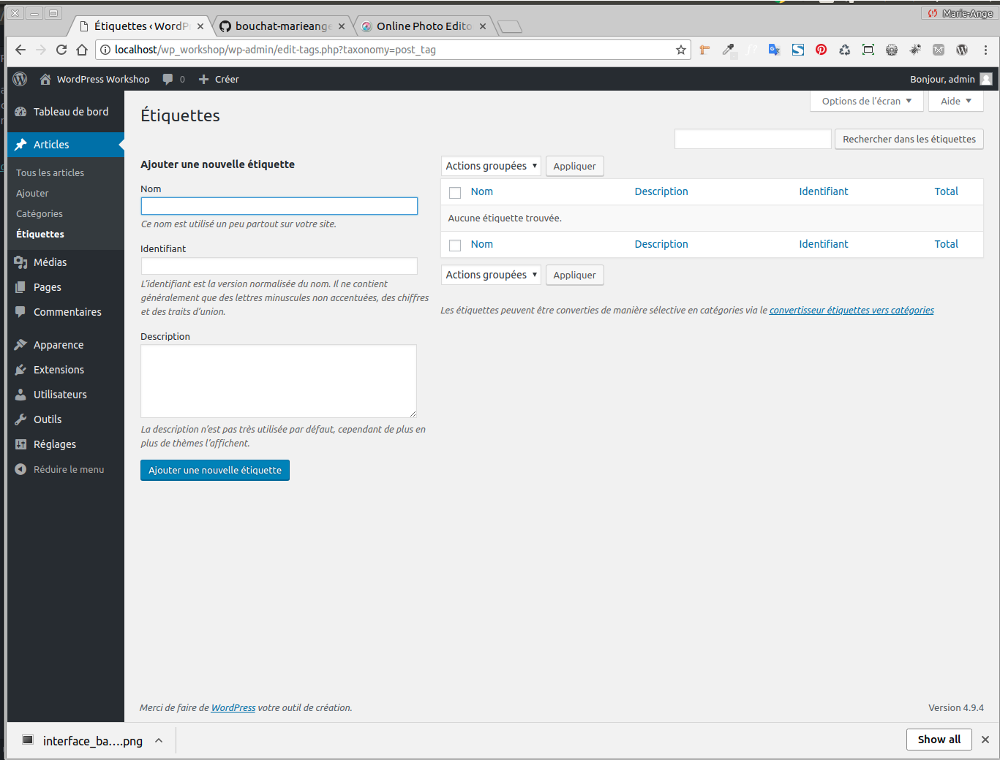 Marie-Ange
Étiquettes ‹ WordP
bouchat-marieange
Online Photo Edito
localhost/wp_workshop/wp-admin/edit-tags.php?taxonomy=post_tag
WordPress Workshop
0
Créer
Bonjour, admin
Tableau de bord
Articles
Tous les articles
Ajouter
Catégories
Étiquettes
Médias
Pages
Commentaires
Apparence
Extensions
Utilisateurs
Outils
Réglages
Réduire le menu
Options de l’écran
Aide
Étiquettes
Rechercher dans les étiquettes
Ajouter une nouvelle étiquette
Nom
Ce nom est utilisé un peu partout sur votre site.
Identifiant
L’identifiant est la version normalisée du nom. Il ne contient
généralement que des lettres minuscules non accentuées, des chiffres
et des traits d’union.
Description
La description n’est pas très utilisée par défaut, cependant de plus en
plus de thèmes l’affichent.
Ajouter une nouvelle étiquette
Actions groupées
Appliquer
Nom Description Identifiant Total
Aucune étiquette trouvée.
Nom Description Identifiant Total
Actions groupées
Appliquer
Les étiquettes peuvent être converties de manière sélective en catégories via le convertisseur étiquettes vers catégories
Merci de faire de WordPress votre outil de création.
Version 4.9.4
interface_ba....png
Show all